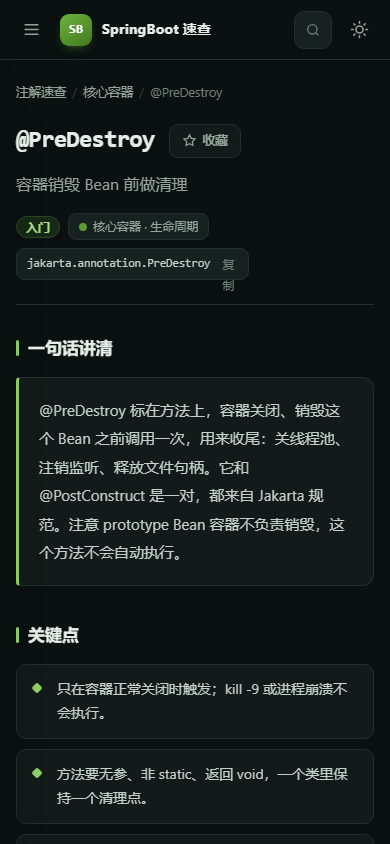 SB SpringBoot 速查
注解速查 / 核心容器 / @PreDestroy
@PreDestroy 收藏
容器销毁 Bean 前做清理
入门 核心容器 · 生命周期
jakarta.annotation.PreDestroy 复
制
一句话讲清
@PreDestroy 标在方法上，容器关闭、销毁这
个 Bean 之前调用一次，用来收尾：关线程池、
注销监听、释放文件句柄。它和
@PostConstruct 是一对，都来自 Jakarta 规
范。注意 prototype Bean 容器不负责销毁，这
个方法不会自动执行。
关键点
只在容器正常关闭时触发；kill -9 或进程崩溃不
会执行。
方法要无参、非 static、返回 void，一个类里保
持一个清理点。